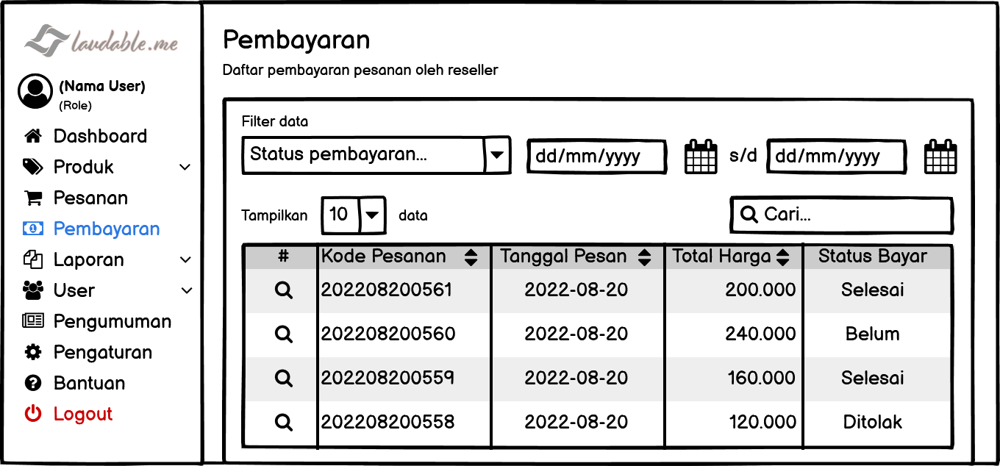 laudable.me
(Nama User)
(Role)
Dashboard
Produk
Pesanan
Pembayaran
Laporan
User
Pengumuman
Pengaturan
Bantuan
Logout
Pembayaran
Daftar pembayaran pesanan oleh reseller
Filter data
Status pembayaran... dd/mm/yyyy s/d dd/mm/yyyy
Tampilkan 10 data Cari...
# Kode Pesanan Tanggal Pesan Total Harga Status Bayar
202208200561 2022-08-20 200.000 Selesai
202208200560 2022-08-20 240.000 Belum
202208200559 2022-08-20 160.000 Selesai
202208200558 2022-08-20 120.000 Ditolak